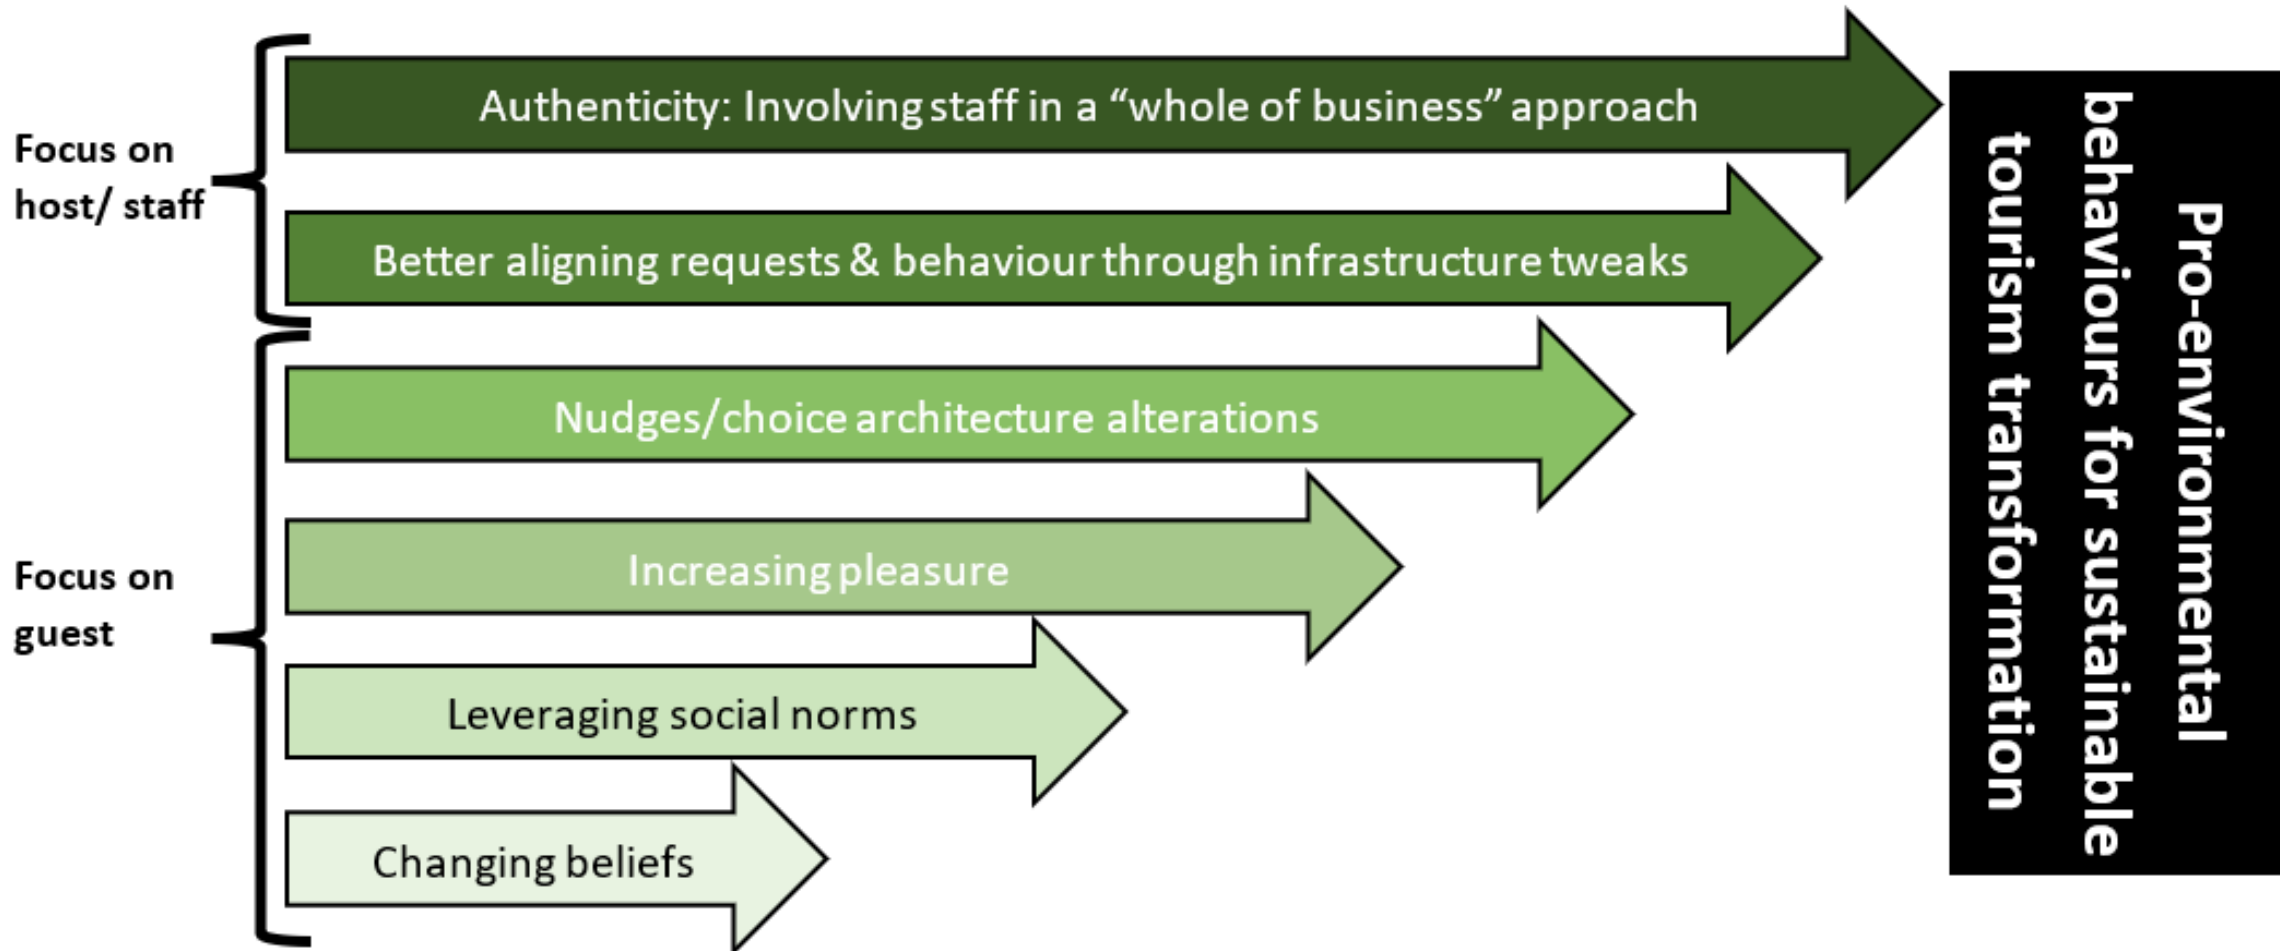 Focus on
host/ staff
Authenticity: Involving staff in a “whole of business” approach
Better aligning requests & behaviour through infrastructure tweaks
Focus on
guest
Nudges/choice architecture alterations
Increasing pleasure
Leveraging social norms
Changing beliefs
Pro-environmental
behaviours for sustainable
tourism transformation